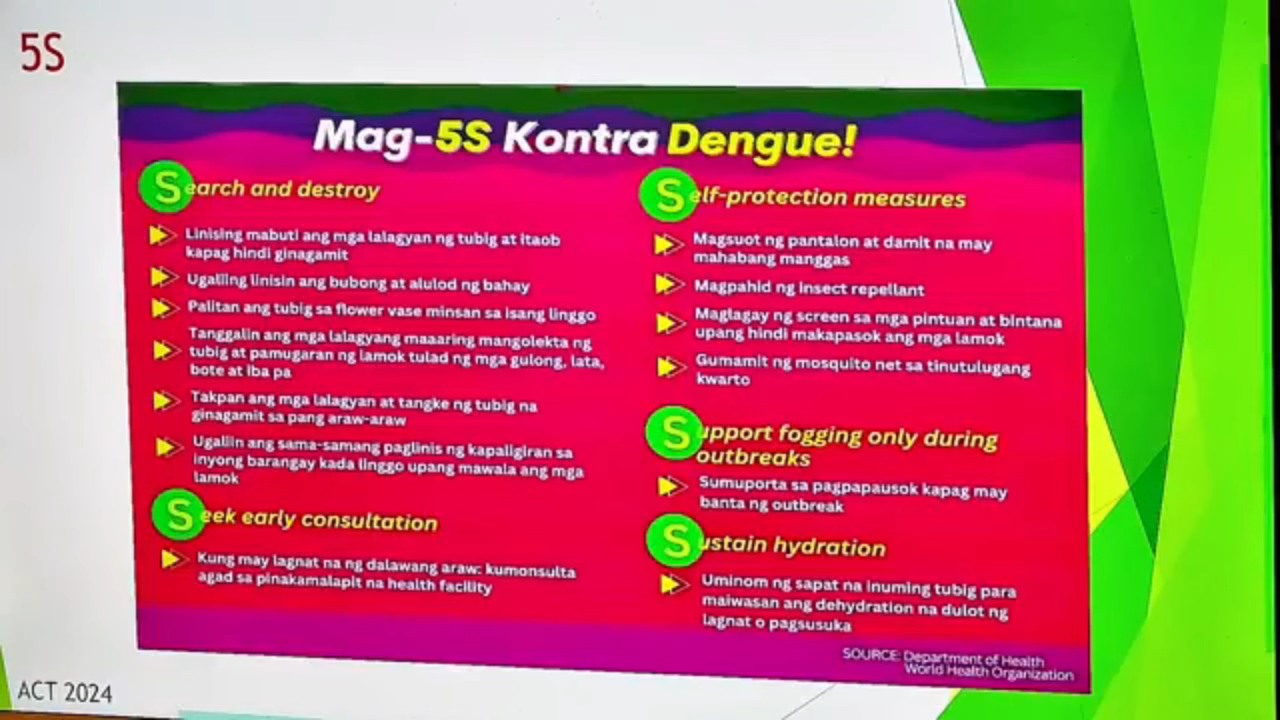 5S
Mag-5S Kontra Dengue!
Search and destroy
Linising mabuti ang mga lalagyan ng tubig at itaob
kapag hindi ginagamit
Ugaliing linisin ang bubong at alulod ng bahay
Palitan ang tubig sa flower vase minsan sa isang linggo
Tanggalin ang mga lalagyang maaaring mangolekta ng
tubig at pamugaran ng lamok tulad ng mga gulong, lata,
bote at iba pa
Takpan ang mga lalagyan at tangke ng tubig na
ginagamit sa pang araw-araw
Ugaliin ang sama-samang paglinis ng kapaligiran sa
inyong barangay kada linggo upang mawala ang mga
lamok
Seek early consultation
Kung may lagnat na ng dalawang araw: kumonsulta
agad sa pinakamalapit na health facility
Self-protection measures
Magsuot ng pantalon at damit na may
mahabang manggas
Magpahid ng insect repellant
Maglagay ng screen sa mga pintuan at bintana
upang hindi makapasok ang mga lamok
Gumamit ng mosquito net sa tinutulugang
kwarto
Support fogging only during
outbreaks
Sumuporta sa pagpapausok kapag may
banta ng outbreak
Sustain hydration
Uminom ng sapat na inuming tubig para
maiwasan ang dehydration na dulot ng
lagnat o pagsusuka
SOURCE: Department of Health
World Health Organization
ACT 2024